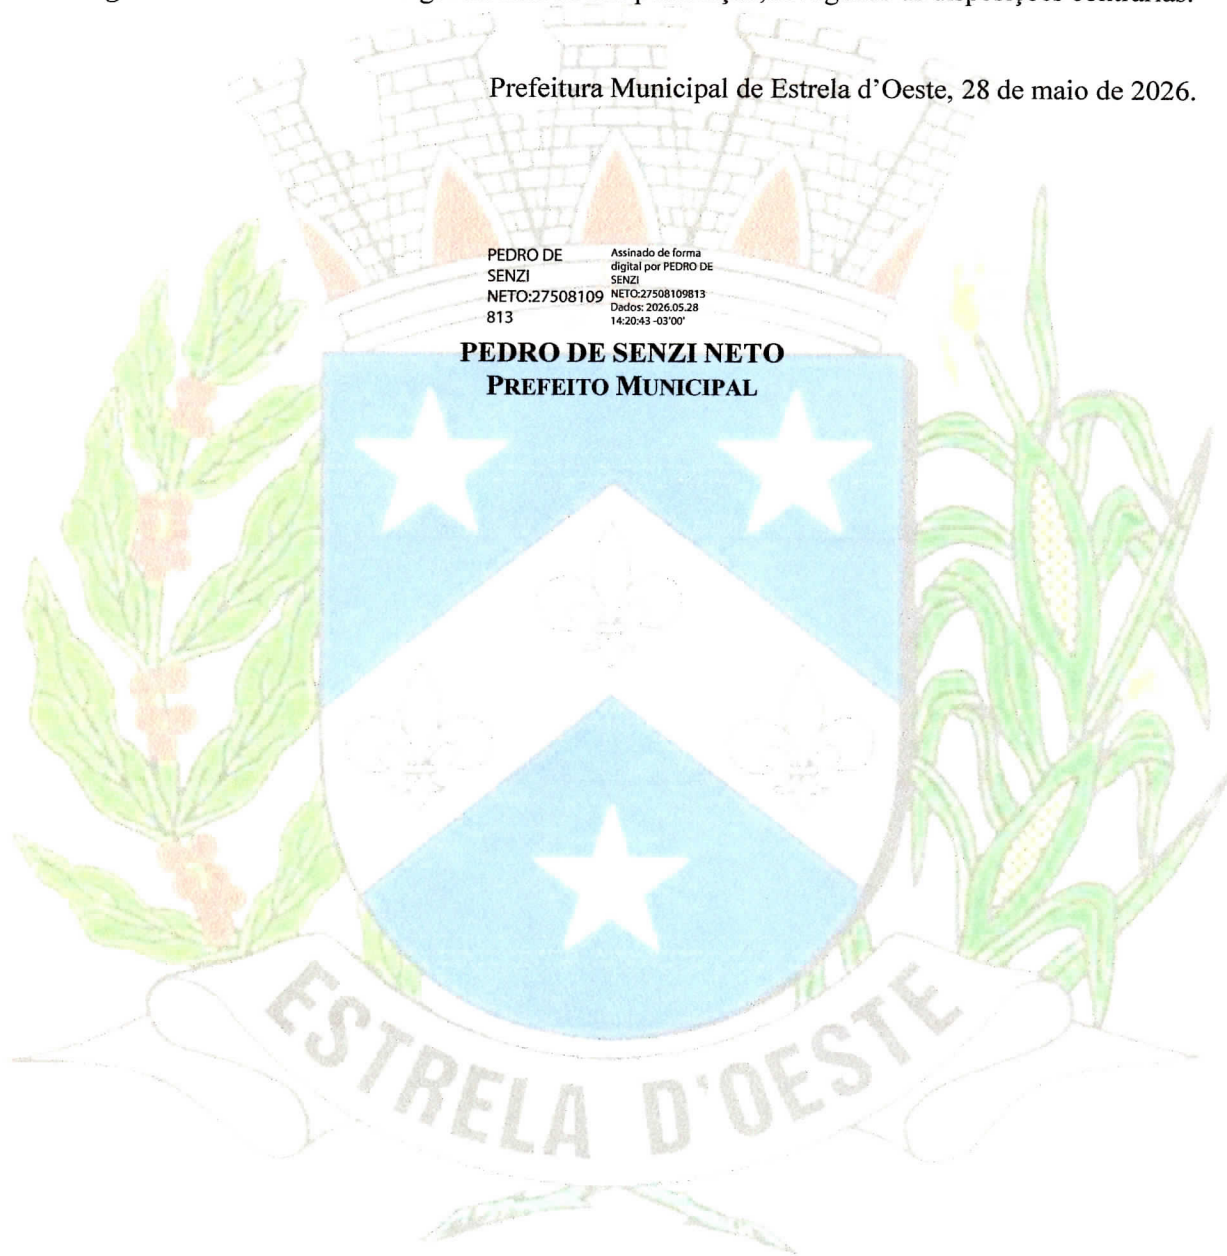 disposições contrárias.
Prefeitura Municipal de Estrela d’Oeste, 28 de maio de 2026.
PEDRO DE
SENZI
NETO:27508109
813
Assinado de forma
digital por PEDRO DE
SENZI
NETO:27508109813
Dados: 2026.05.28
14:20:43 -03'00'
PEDRO DE SENZI NETO
PREFEITO MUNICIPAL
ESTRELA D'OESTE